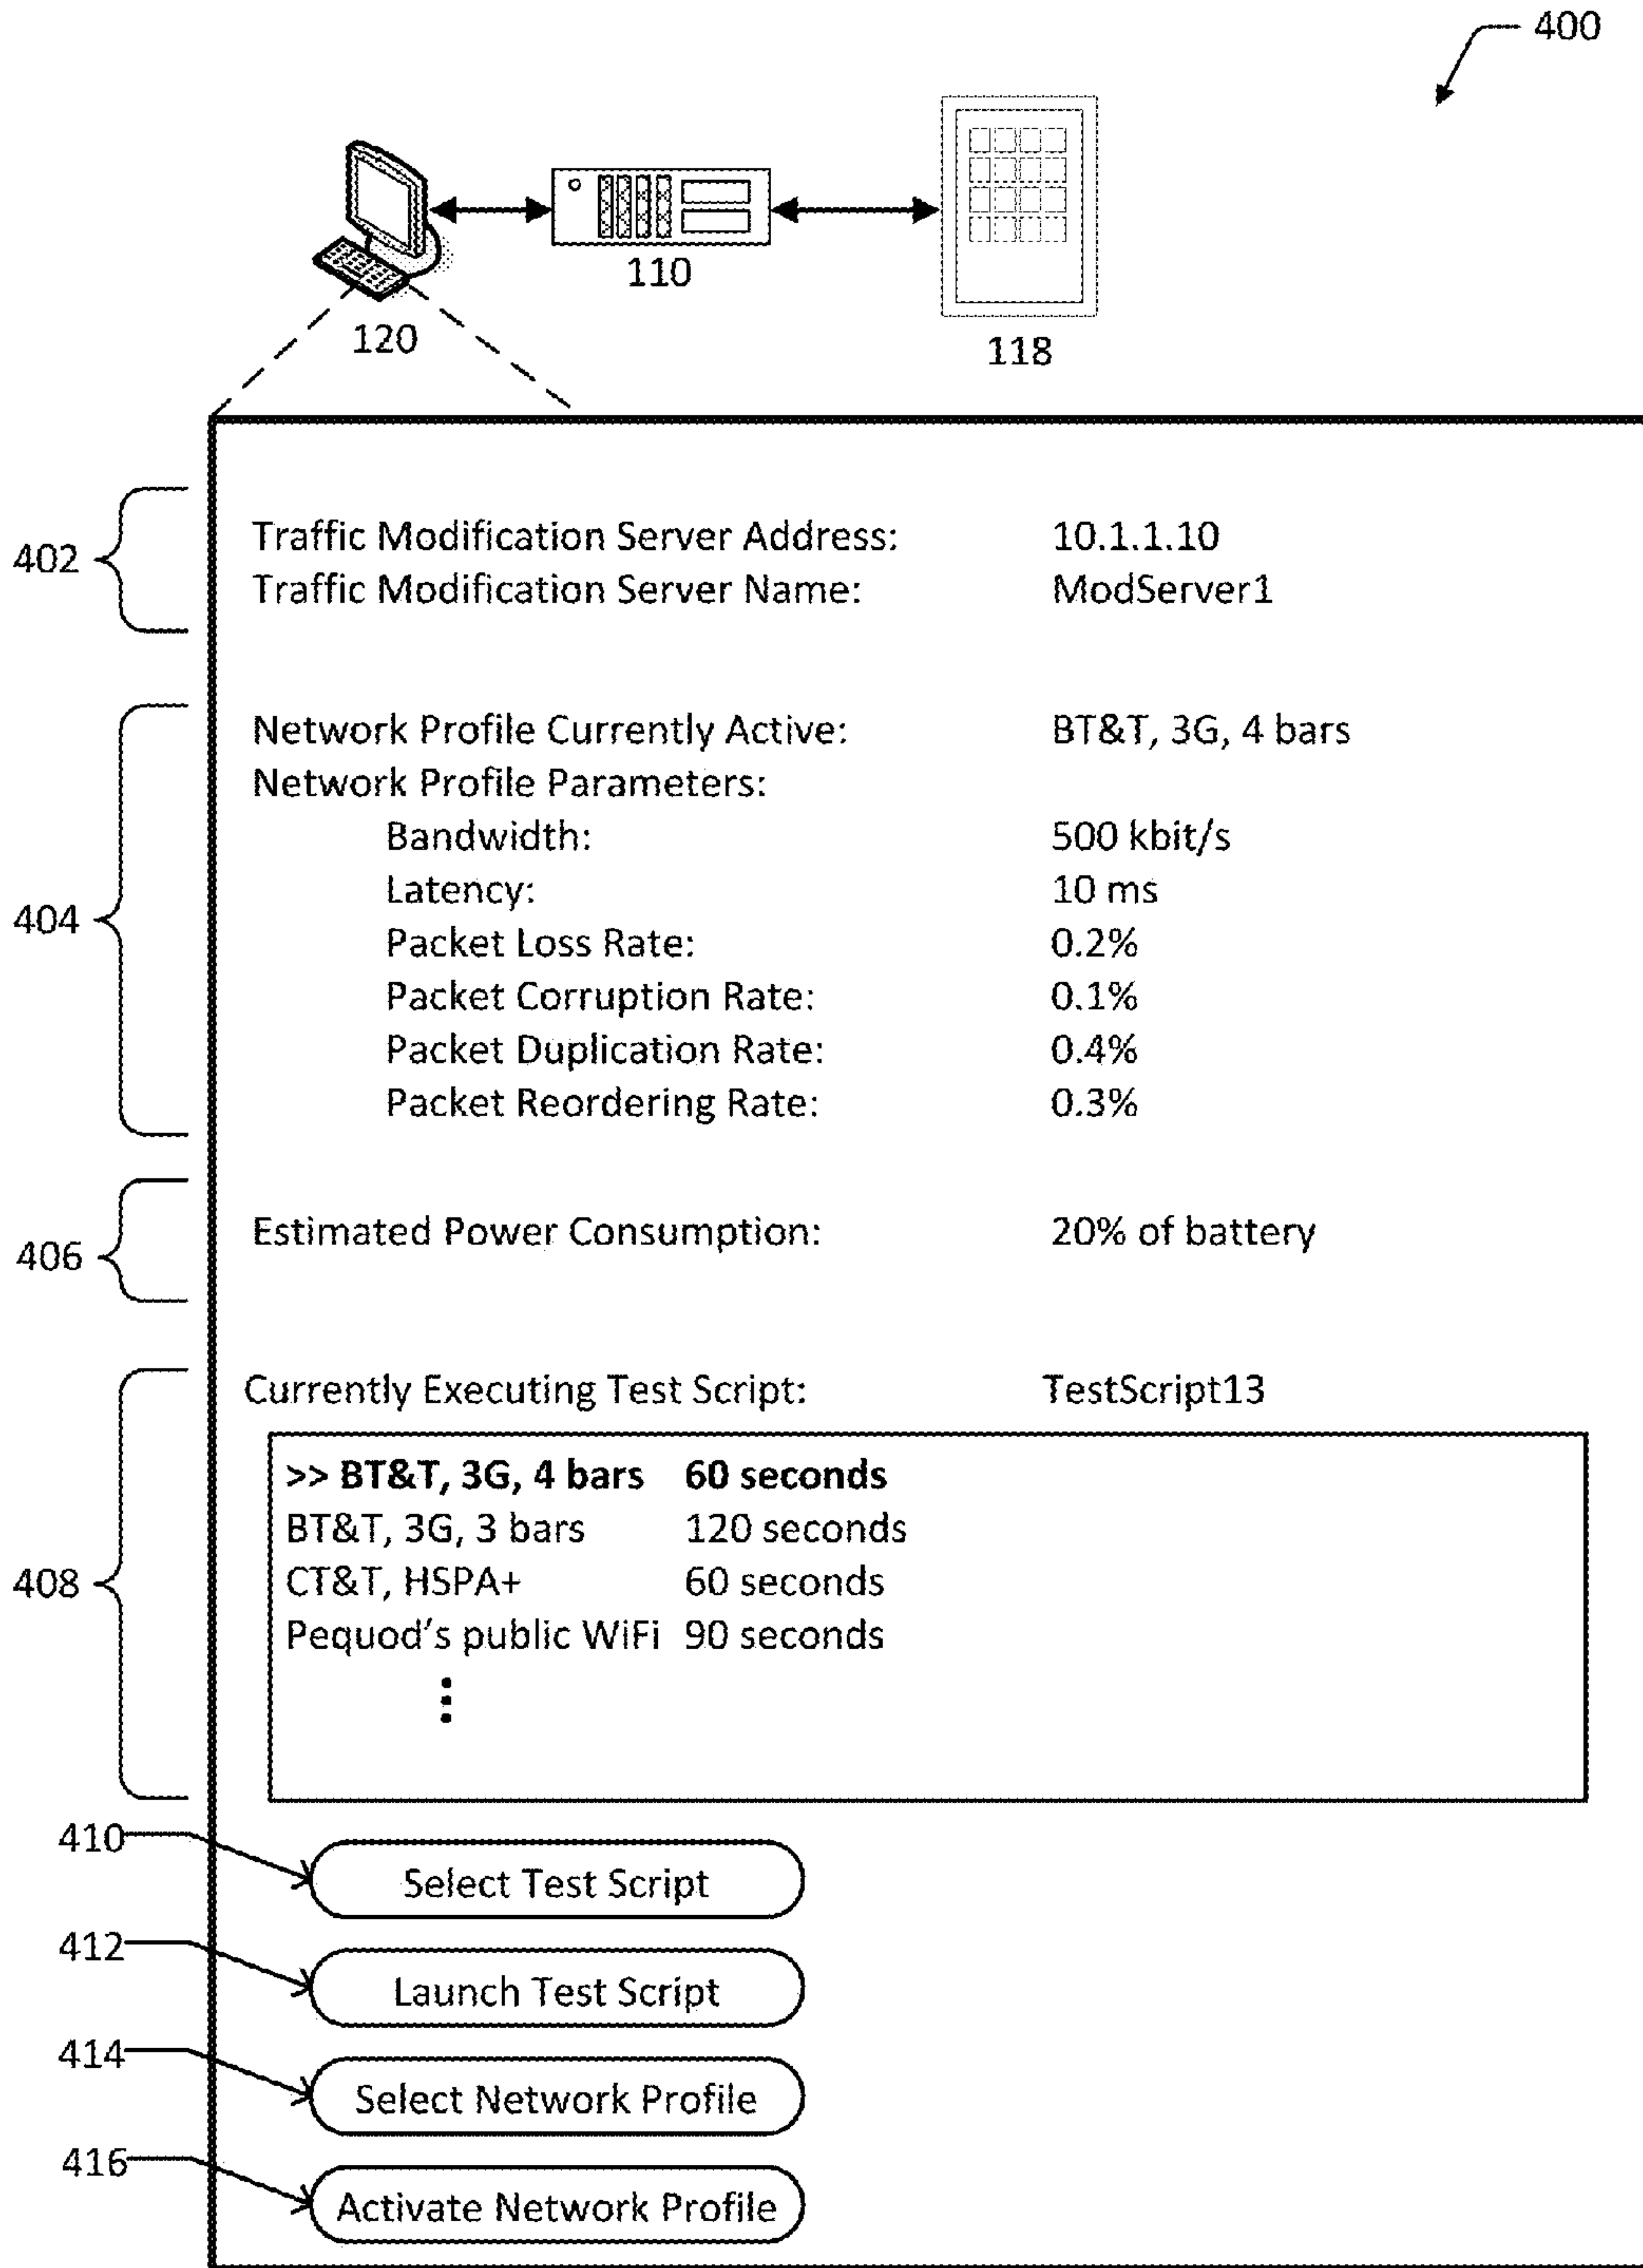 400
110
120
118
402
Traffic Modification Server Address: 10.1.1.10
Traffic Modification Server Name: ModServer1
404
Network Profile Currently Active: BT&T, 3G, 4 bars
Network Profile Parameters:
Bandwidth: 500 kbit/s
Latency: 10 ms
Packet Loss Rate: 0.2%
Packet Corruption Rate: 0.1%
Packet Duplication Rate: 0.4%
Packet Reordering Rate: 0.3%
406
Estimated Power Consumption: 20% of battery
408
Currently Executing Test Script: TestScript13
>> BT&T, 3G, 4 bars 60 seconds
BT&T, 3G, 3 bars 120 seconds
CT&T, HSPA+ 60 seconds
Pequod's public WiFi 90 seconds
410
Select Test Script
412
Launch Test Script
414
Select Network Profile
416
Activate Network Profile